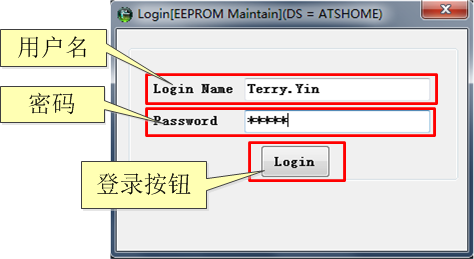 Login[EEPROM Maintain](DS = ATSHOME)
用户名
Login Name Terry.Yin
密码
Password *****
Login
登录按钮